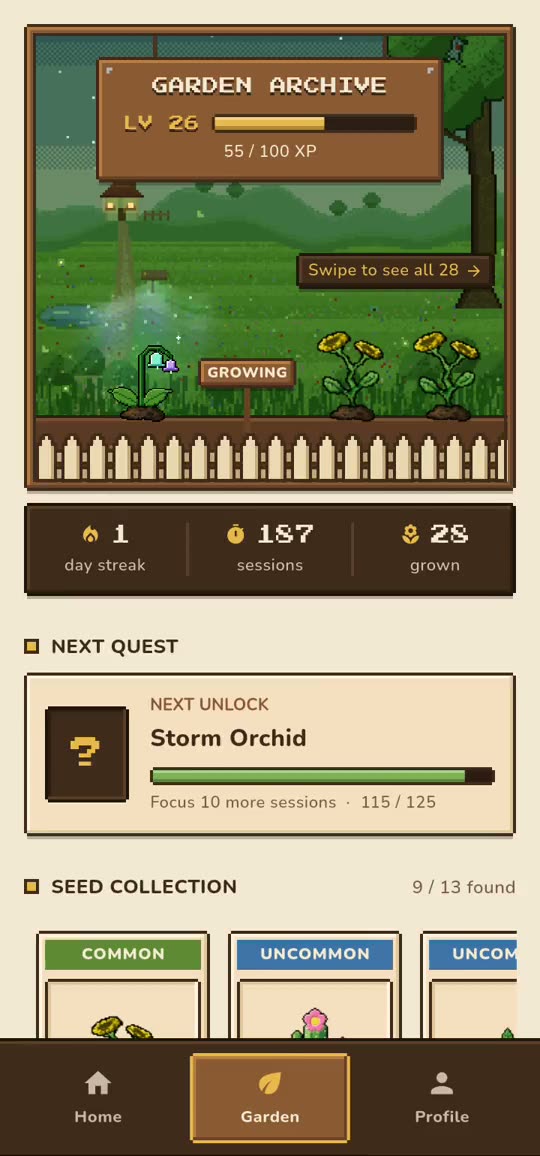 GARDEN ARCHIVE
LV 26
55 / 100 XP
Swipe to see all 28 →
GROWING
1
day streak
187
sessions
28
grown
NEXT QUEST
?
NEXT UNLOCK
Storm Orchid
Focus 10 more sessions · 115 / 125
SEED COLLECTION
9 / 13 found
COMMON
UNCOMMON
UNCOM
Home
Garden
Profile